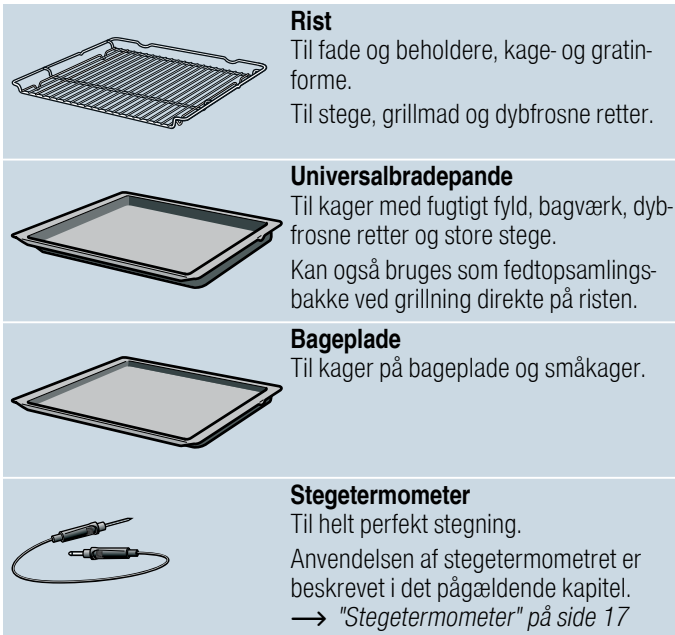 Rist
Til fade og beholdere, kage- og gratin-
forme.
Til stege, grillmad og dybfrosne retter.
Universalbradepande
Til kager med fugtigt fyld, bagværk, dyb-
frosne retter og store stege.
Kan også bruges som fedtopsamlings-
bakke ved grillning direkte på risten.
Bageplade
Til kager på bageplade og småkager.
Stegetermometer
Til helt perfekt stegning.
Anvendelsen af stegetermometret er
beskrevet i det pågældende kapitel.
→ "Stegetermometer" på side 17